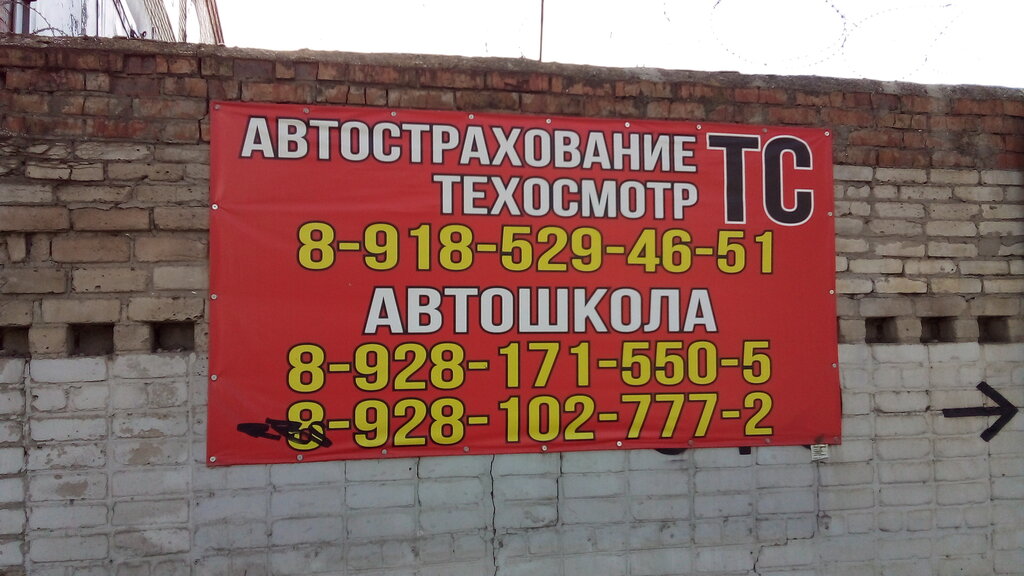 АВТОСТРАХОВАНИЕ ТС
ТЕХОСМОТР
8-918-529-46-51
АВТОШКОЛА
8-928-171-550-5
8-928-102-777-2